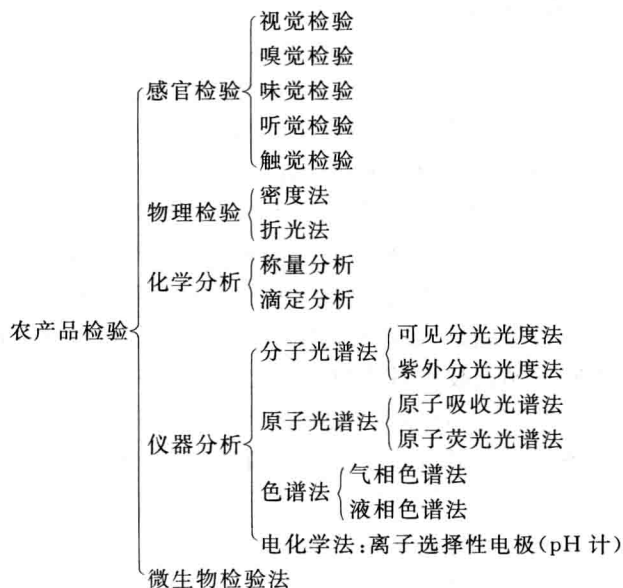 农产品检验
感官检验
视觉检验
嗅觉检验
味觉检验
听觉检验
触觉检验
物理检验
密度法
折光法
化学分析
称量分析
滴定分析
仪器分析
分子光谱法
可见分光光度法
紫外分光光度法
原子光谱法
原子吸收光谱法
原子荧光光谱法
色谱法
气相色谱法
液相色谱法
电化学法:离子选择性电极(pH 计)
微生物检验法